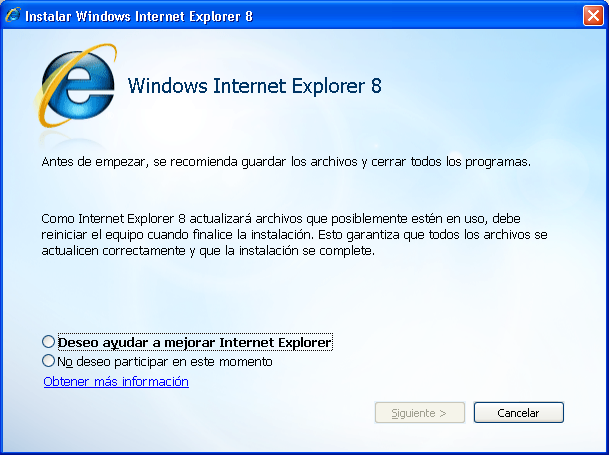 Instalar Windows Internet Explorer 8
Windows Internet Explorer 8
Antes de empezar, se recomienda guardar los archivos y cerrar todos los programas.
Como Internet Explorer 8 actualizará archivos que posiblemente estén en uso, debe
reiniciar el equipo cuando finalice la instalación. Esto garantiza que todos los archivos se
actualicen correctamente y que la instalación se complete.
Deseo ayudar a mejorar Internet Explorer
No deseo participar en este momento
Obtener más información
Siguiente >
Cancelar